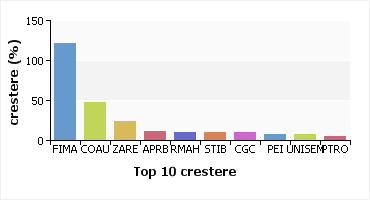 crestere (%)
150
100
50
0
FIMA COAU ZARE APRB RMAH STIB CGC PEI UNISEM PTRO
Top 10 crestere